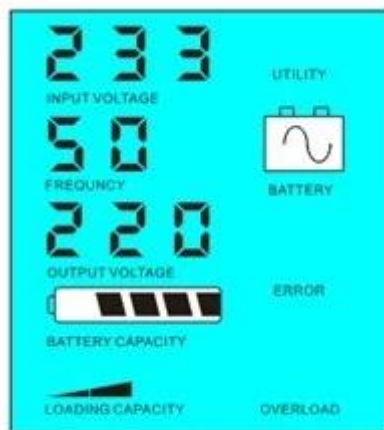 233
INPUT VOLTAGE
UTILITY
50
FREQUNCY
BATTERY
220
OUTPUT VOLTAGE
ERROR
BATTERY CAPACITY
LOADING CAPACITY
OVERLOAD